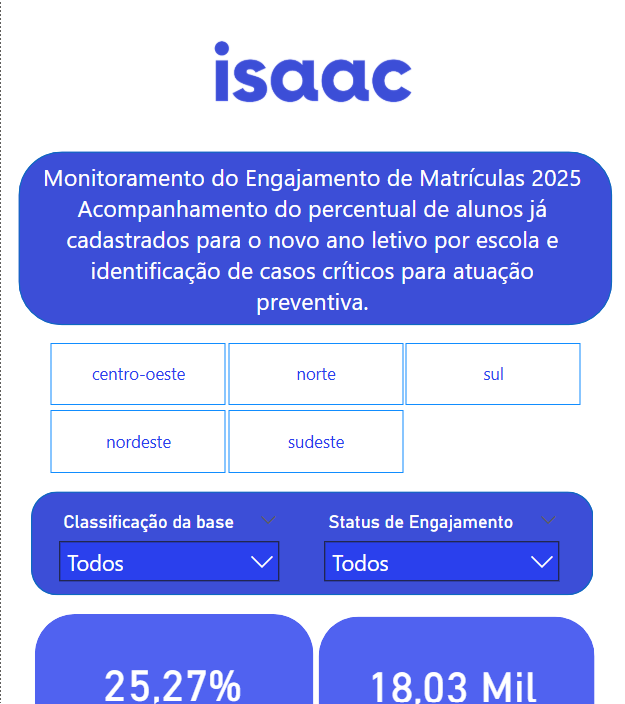 isaac
Monitoramento do Engajamento de Matrículas 2025
Acompanhamento do percentual de alunos já
cadastrados para o novo ano letivo por escola e
identificação de casos críticos para atuação
preventiva.
centro-oeste
norte
sul
nordeste
sudeste
Classificação da base
Status de Engajamento
Todos
Todos
25,27%
18,03 Mil